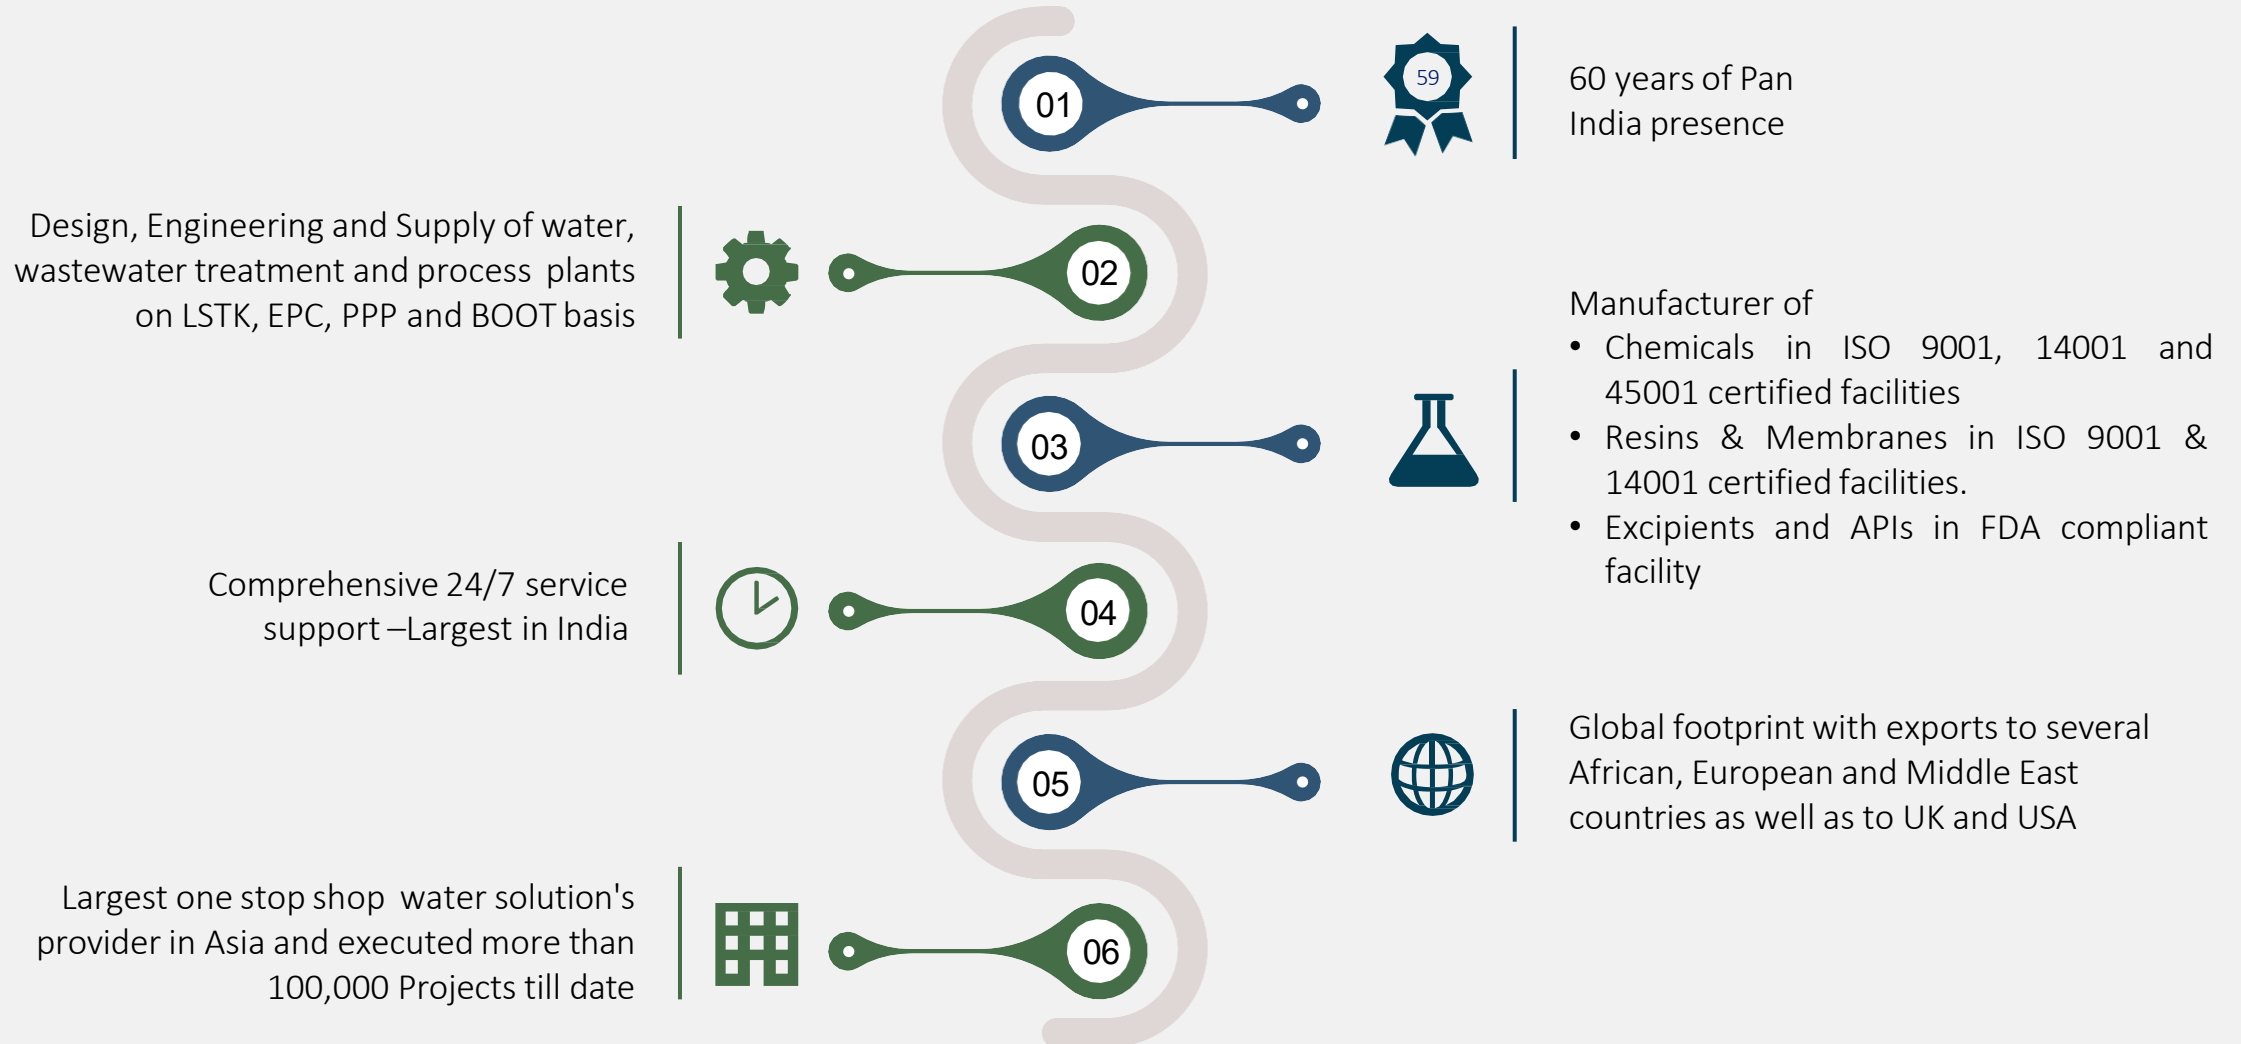 01
59
60 years of Pan
India presence
Design, Engineering and Supply of water,
wastewater treatment and process plants
on LSTK, EPC, PPP and BOOT basis
02
03
Manufacturer of
• Chemicals in ISO 9001, 14001 and
45001 certified facilities
• Resins & Membranes in ISO 9001 &
14001 certified facilities.
• Excipients and APIs in FDA compliant
facility
Comprehensive 24/7 service
support –Largest in India
04
05
Global footprint with exports to several
African, European and Middle East
countries as well as to UK and USA
Largest one stop shop water solution's
provider in Asia and executed more than
100,000 Projects till date
06